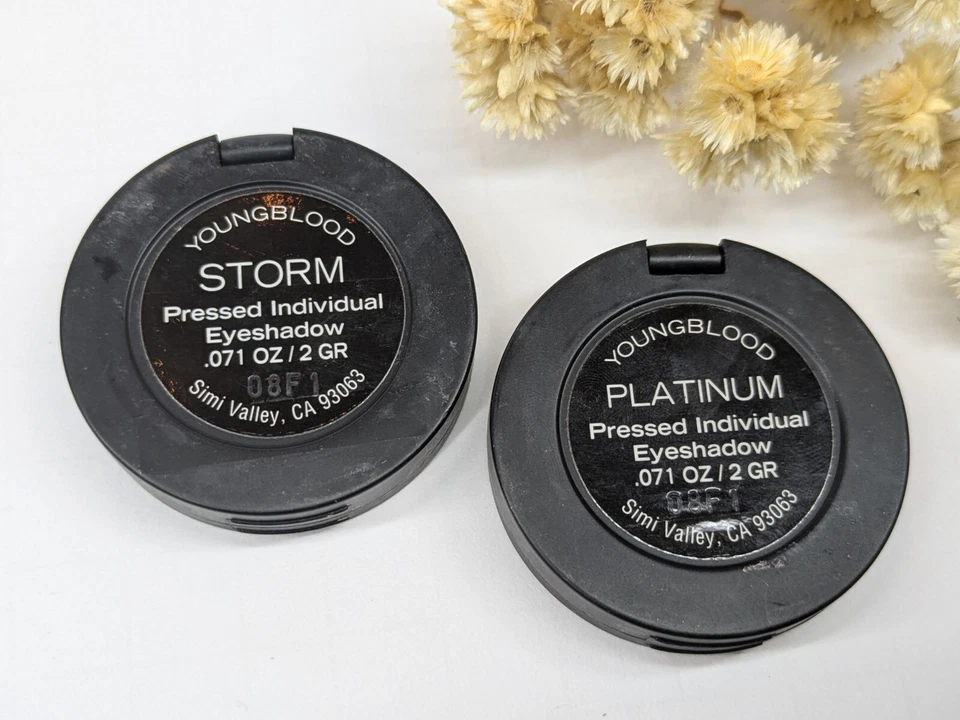 YOUNGBLOOD
STORM
Pressed Individual
Eyeshadow
.071 OZ / 2 GR
08F1
Simi Valley, CA 93063
YOUNGBLOOD
PLATINUM
Pressed Individual
Eyeshadow
.071 OZ / 2 GR
08F1
Simi Valley, CA 93063